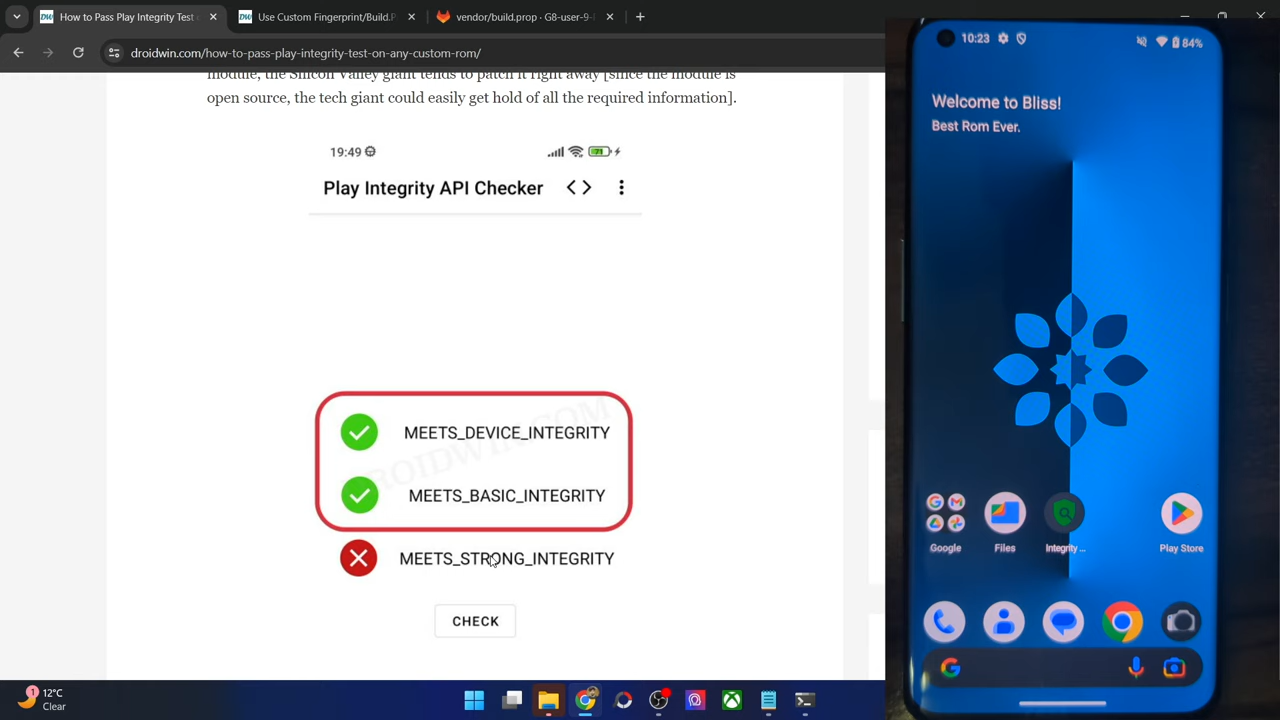 How to Pass Play Integrity Test
Use Custom Fingerprint/Build.P
vendor/build.prop · G8-user-9-
droidwin.com/how-to-pass-play-integrity-test-on-any-custom-rom/
module, the Silicon Valley giant tends to patch it right away [since the module is
open source, the tech giant could easily get hold of all the required information].
19:49
71
Play Integrity API Checker
MEETS_DEVICE_INTEGRITY
MEETS_BASIC_INTEGRITY
MEETS_STRONG_INTEGRITY
CHECK
10:23
84%
Welcome to Bliss!
Best Rom Ever.
Google
Files
Integrity ...
Play Store
1
12°C
Clear